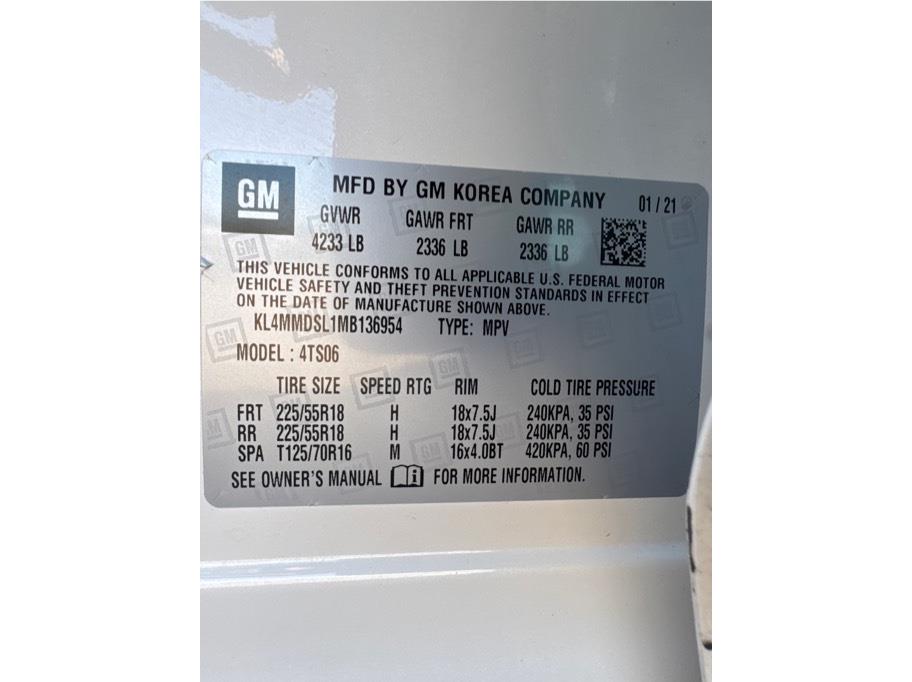 GM
MFD BY GM KOREA COMPANY 01 / 21
GVWR GAWR FRT GAWR RR
4233 LB 2336 LB 2336 LB
THIS VEHICLE CONFORMS TO ALL APPLICABLE U.S. FEDERAL MOTOR
VEHICLE SAFETY AND THEFT PREVENTION STANDARDS IN EFFECT
ON THE DATE OF MANUFACTURE SHOWN ABOVE.
KL4MMDSL1MB136954 TYPE: MPV
MODEL : 4TS06
TIRE SIZE SPEED RTG RIM COLD TIRE PRESSURE
FRT 225/55R18 H 18x7.5J 240KPA, 35 PSI
RR 225/55R18 H 18x7.5J 240KPA, 35 PSI
SPA T125/70R16 M 16x4.0BT 420KPA, 60 PSI
SEE OWNER'S MANUAL FOR MORE INFORMATION.